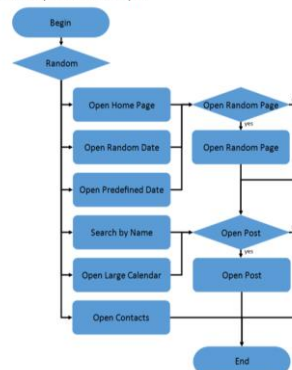 Begin
Random
Open Home Page
Open Random Page
yes
Open Random Date
Open Random Page
Open Predefined Date
Search by Name
Open Post
yes
Open Large Calendar
Open Post
Open Contacts
End